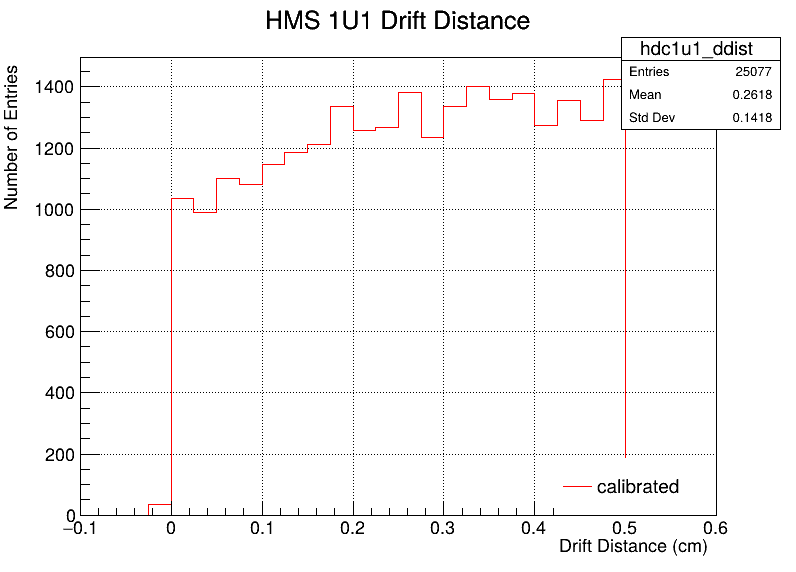 HMS 1U1 Drift Distance
hdc1u1_ddist
Entries 25077
Mean 0.2618
Std Dev 0.1418
Number of Entries
1400
1200
1000
800
600
400
200
0
calibrated
−0.1 0 0.1 0.2 0.3 0.4 0.5 0.6
Drift Distance (cm)